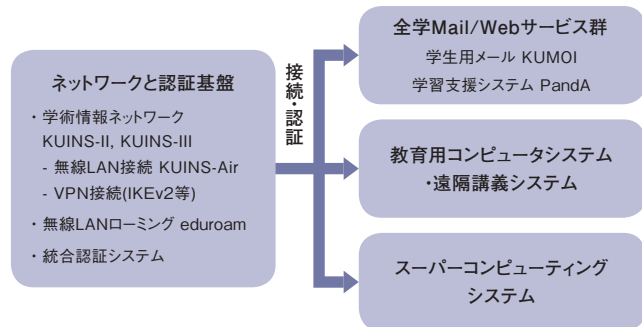 ネットワークと認証基盤
・学術情報ネットワーク
KUINS-II, KUINS-III
- 無線LAN接続 KUINS-Air
- VPN接続(IKEv2等)
・無線LANローミング eduroam
・統合認証システム
接続・認証
全学Mail/Webサービス群
学生用メール KUMOI
学習支援システム PandA
教育用コンピュータシステム
・遠隔講義システム
スーパーコンピューティング
システム